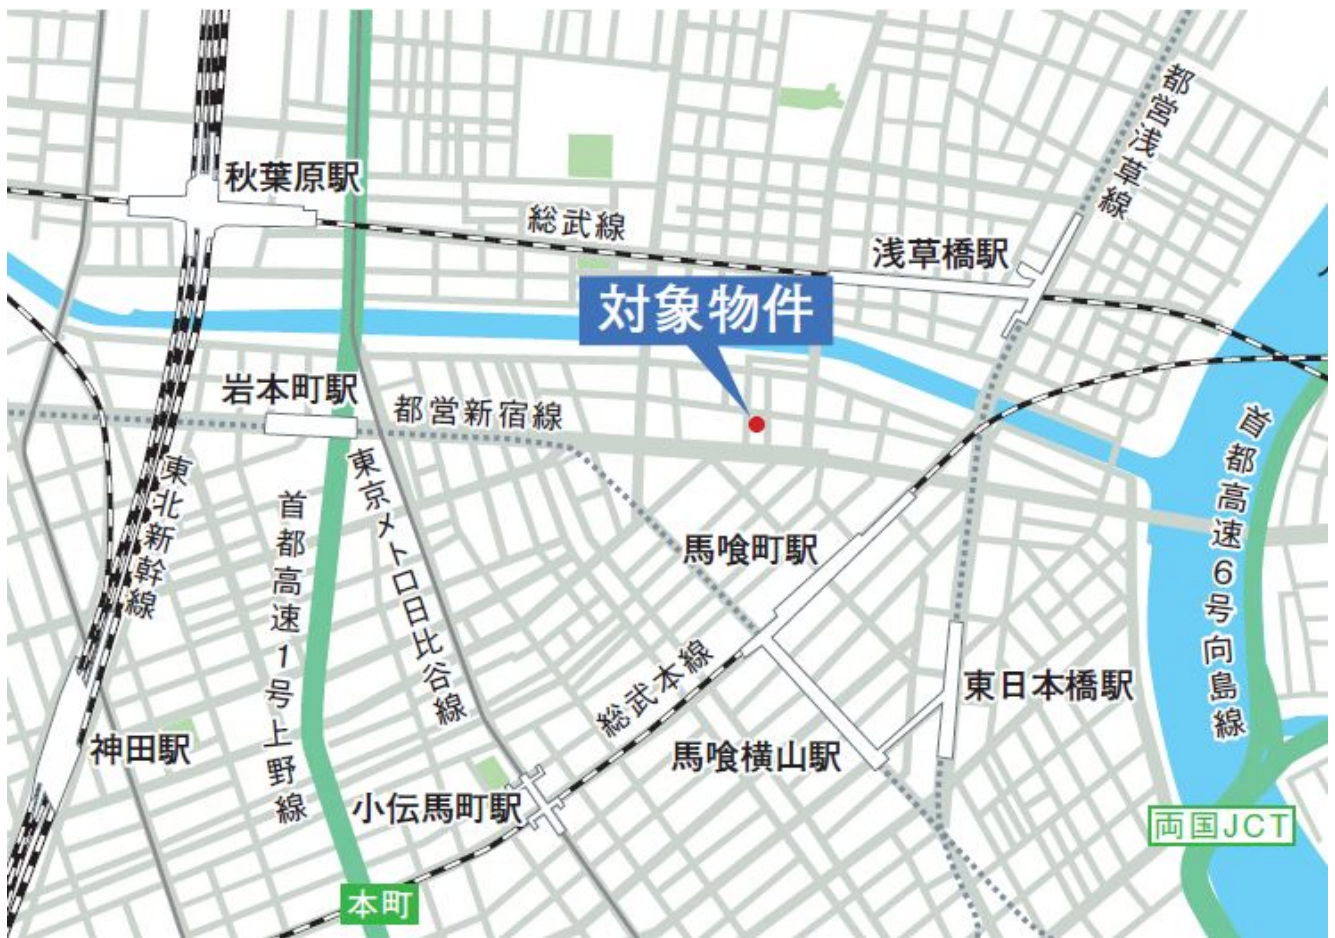 都営浅草線
秋葉原駅
総武線
浅草橋駅
対象物件
岩本町駅
都営新宿線
東北新幹線
首都高速1号上野線
東京メトロ日比谷線
馬喰町駅
首都高速6号向島線
総武本線
東日本橋駅
神田駅
馬喰横山駅
小伝馬町駅
両国JCT
本町